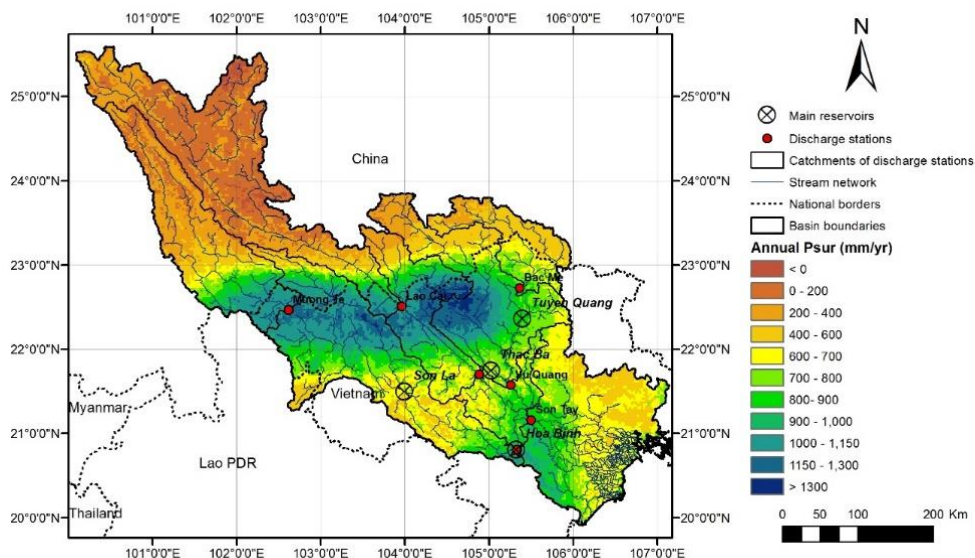 101°0'0"E 102°0'0"E 103°0'0"E 104°0'0"E 105°0'0"E 106°0'0"E 107°0'0"E
N
25°0'0"N
24°0'0"N
23°0'0"N
22°0'0"N
21°0'0"N
20°0'0"N
China
Bac Me
Tuyen Quang
Muong Te
Lao Cai
Thac Ba
Son La
Vu Quang
Vietnam
Son Tay
Hoa Binh
Myanmar
Lao PDR
Thailand
25°0'0"N
24°0'0"N
23°0'0"N
22°0'0"N
21°0'0"N
20°0'0"N
101°0'0"E 102°0'0"E 103°0'0"E 104°0'0"E 105°0'0"E 106°0'0"E 107°0'0"E
Main reservoirs
Discharge stations
Catchments of discharge stations
Stream network
National borders
Basin boundaries
Annual Psur (mm/yr)
< 0
0 - 200
200 - 400
400 - 600
600 - 700
700 - 800
800- 900
900 - 1,000
1000 - 1,150
1150 - 1,300
> 1300
0 50 100 200 Km